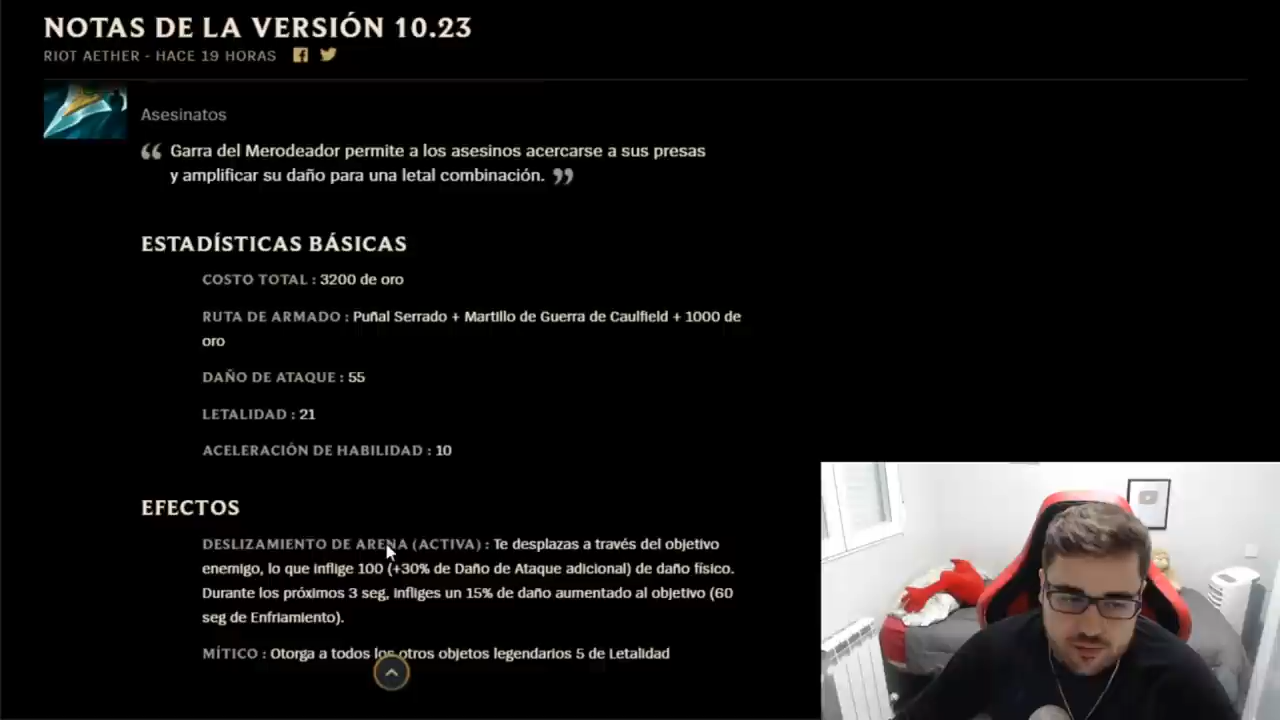 NOTAS DE LA VERSIÓN 10.23
RIOT AETHER - HACE 19 HORAS
Asesinatos
“ Garra del Merodeador permite a los asesinos acercarse a sus presas
y amplificar su daño para una letal combinación. ”
ESTADÍSTICAS BÁSICAS
COSTO TOTAL : 3200 de oro
RUTA DE ARMADO : Puñal Serrado + Martillo de Guerra de Caulfield + 1000 de
oro
DAÑO DE ATAQUE : 55
LETALIDAD : 21
ACELERACIÓN DE HABILIDAD : 10
EFECTOS
DESLIZAMIENTO DE ARENA (ACTIVA) : Te desplazas a través del objetivo
enemigo, lo que inflige 100 (+30% de Daño de Ataque adicional) de daño físico.
Durante los próximos 3 seg, infliges un 15% de daño aumentado al objetivo (60
seg de Enfriamiento).
MÍTICO : Otorga a todos los otros objetos legendarios 5 de Letalidad